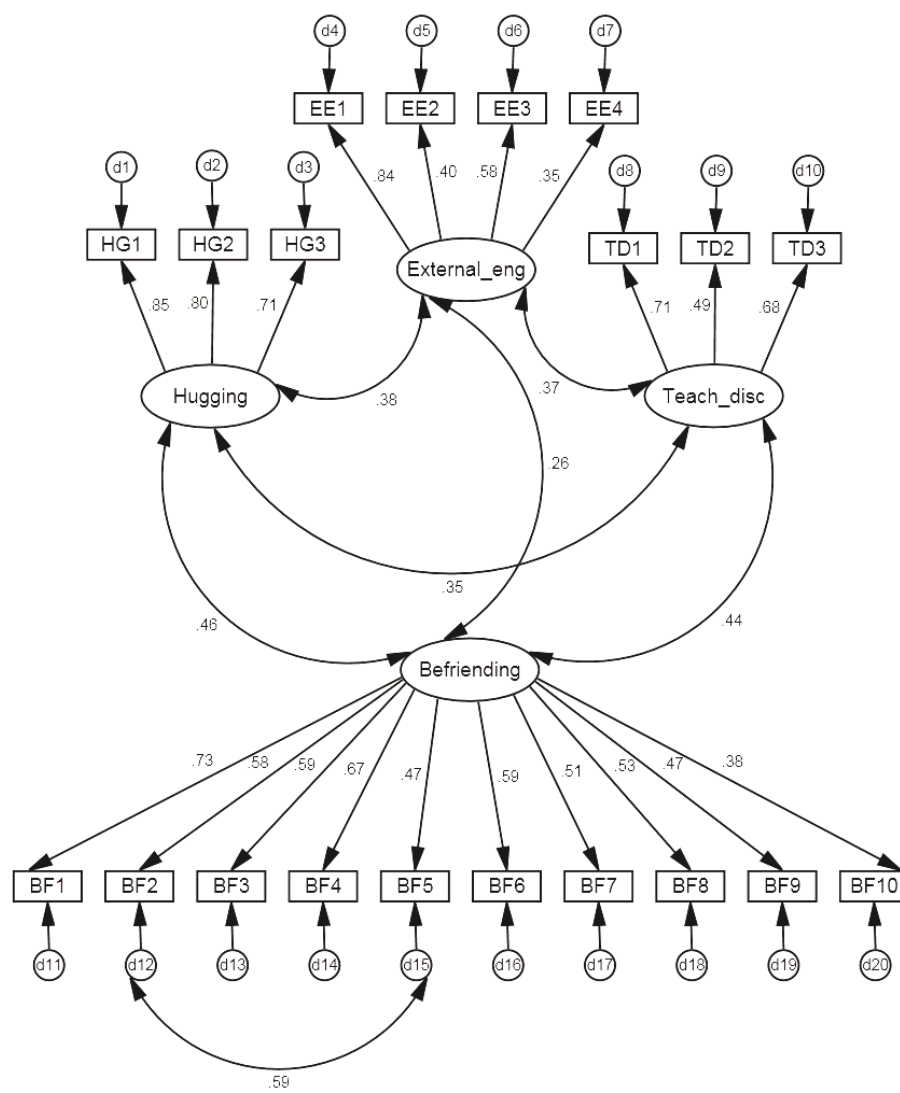 d4 d5 d6 d7
EE1 EE2 EE3 EE4
d1 d2 d3 d8 d9 d10
.84 .40 .58 .35
HG1 HG2 HG3 TD1 TD2 TD3
External_eng
.85 .80 .71 .71 .49 .68
Hugging Teach_disc
.38 .37
.26
.35
.46 .44
Befriending
.73 .58 .59 .67 .47 .59 .51 .53 .47 .38
BF1 BF2 BF3 BF4 BF5 BF6 BF7 BF8 BF9 BF10
d11 d12 d13 d14 d15 d16 d17 d18 d19 d20
.59